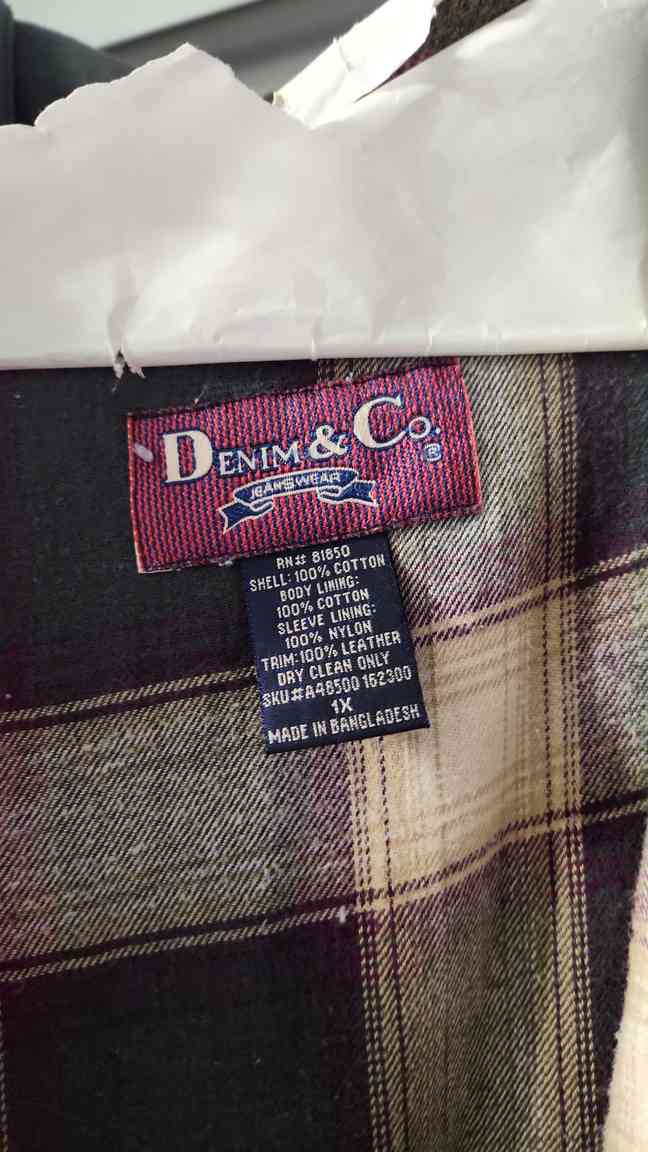 DENIM & CO.®
JEANSWEAR
RN# 81850
SHELL: 100% COTTON
BODY LINING:
100% COTTON
SLEEVE LINING:
100% NYLON
TRIM: 100% LEATHER
DRY CLEAN ONLY
SKU#A48500 162300
1X
MADE IN BANGLADESH